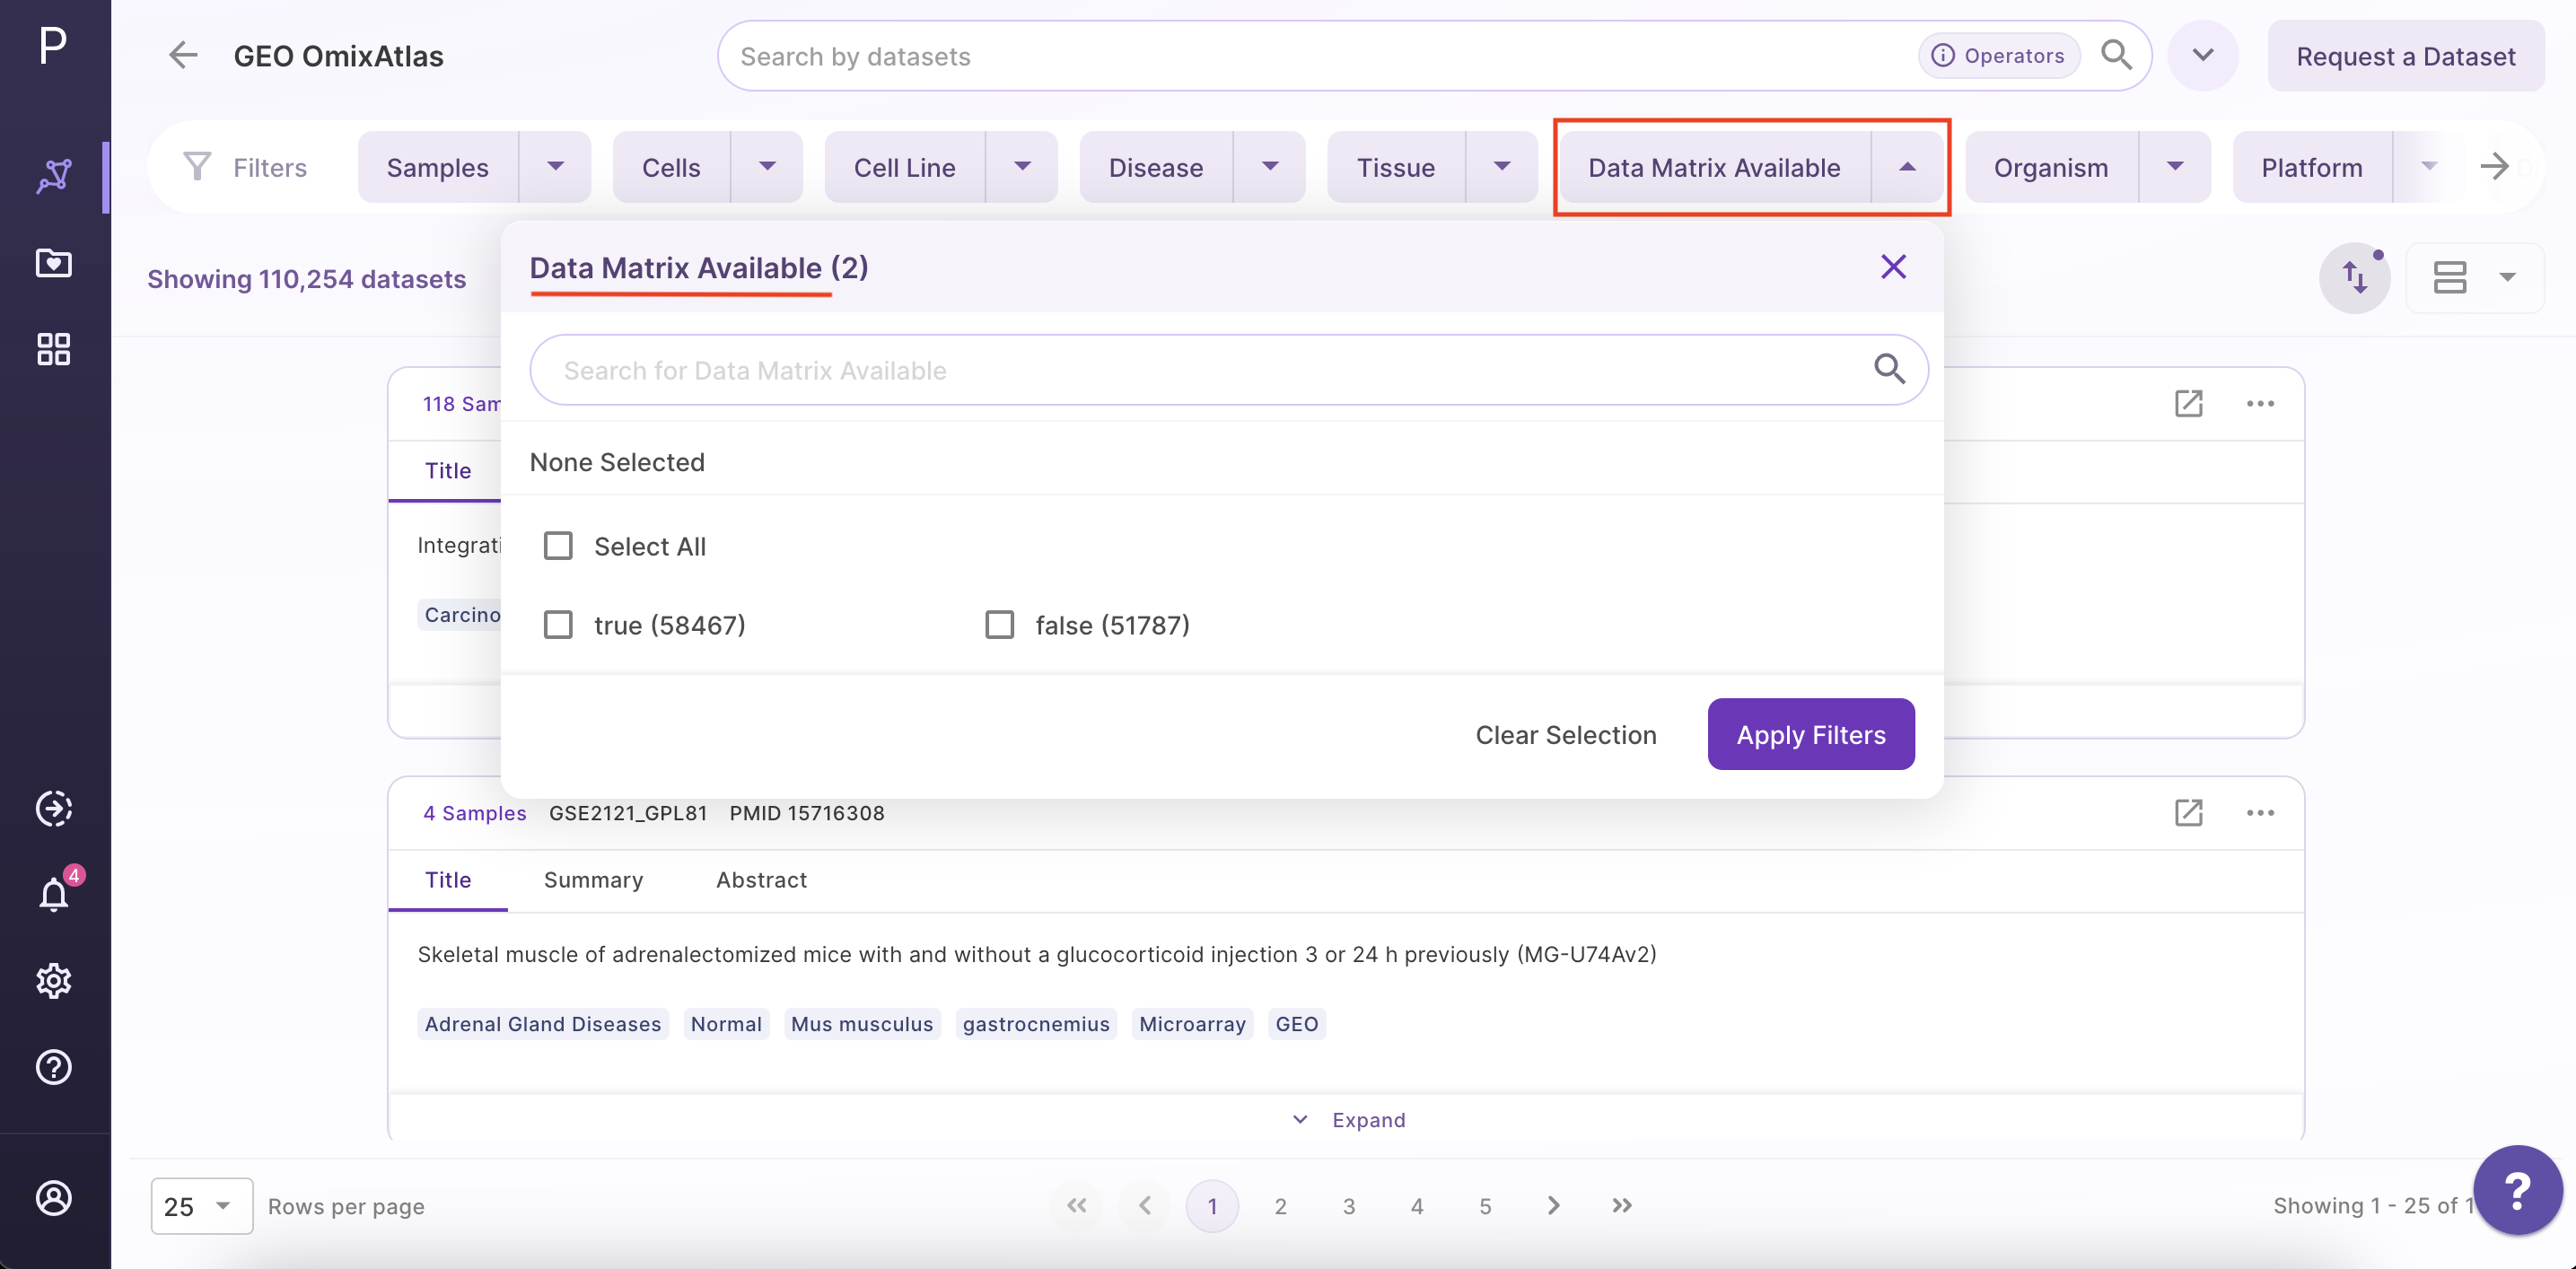 P
GEO OmixAtlas
Search by datasets
Operators
Request a Dataset
Filters
Samples
Cells
Cell Line
Disease
Tissue
Data Matrix Available
Organism
Platform
Showing 110,254 datasets
Data Matrix Available (2)
Search for Data Matrix Available
None Selected
Select All
true (58467)
false (51787)
Clear Selection
Apply Filters
118 Sam
Title
Integrati
Carcino
4 Samples GSE2121_GPL81 PMID 15716308
Title Summary Abstract
Skeletal muscle of adrenalectomized mice with and without a glucocorticoid injection 3 or 24 h previously (MG-U74Av2)
Adrenal Gland Diseases Normal Mus musculus gastrocnemius Microarray GEO
Expand
4
25 Rows per page
1 2 3 4 5
Showing 1 - 25 of 1
?